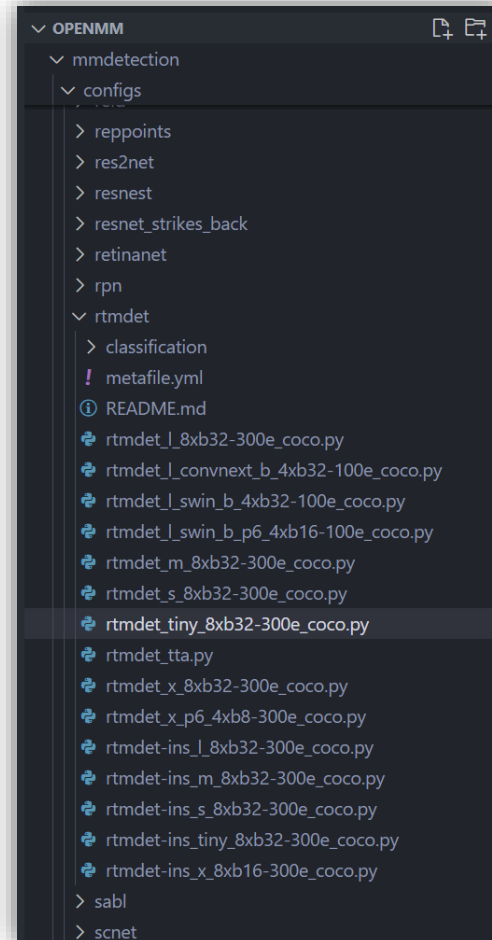 OPENMM
mmdetection
configs
reppoints
res2net
resnest
resnet_strikes_back
retinanet
rpn
rtmdet
classification
! metafile.yml
README.md
rtmdet_l_8xb32-300e_coco.py
rtmdet_l_convnext_b_4xb32-100e_coco.py
rtmdet_l_swin_b_4xb32-100e_coco.py
rtmdet_l_swin_b_p6_4xb16-100e_coco.py
rtmdet_m_8xb32-300e_coco.py
rtmdet_s_8xb32-300e_coco.py
rtmdet_tiny_8xb32-300e_coco.py
rtmdet_tta.py
rtmdet_x_8xb32-300e_coco.py
rtmdet_x_p6_4xb8-300e_coco.py
rtmdet-ins_l_8xb32-300e_coco.py
rtmdet-ins_m_8xb32-300e_coco.py
rtmdet-ins_s_8xb32-300e_coco.py
rtmdet-ins_tiny_8xb32-300e_coco.py
rtmdet-ins_x_8xb16-300e_coco.py
sabl
scnet